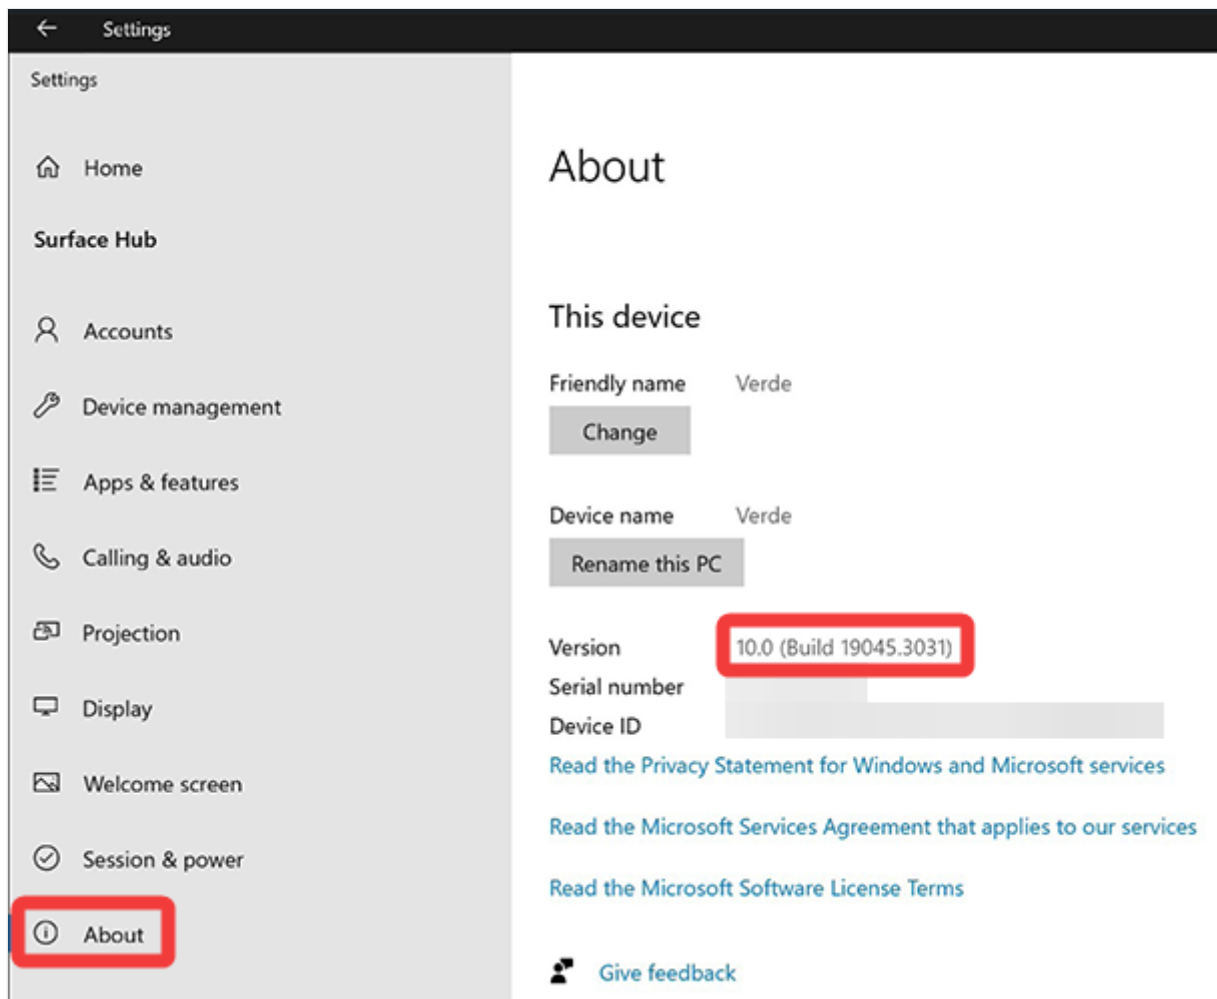 Settings
Settings
Home
Surface Hub
Accounts
Device management
Apps & features
Calling & audio
Projection
Display
Welcome screen
Session & power
About
About
This device
Friendly name Verde
Change
Device name Verde
Rename this PC
Version 10.0 (Build 19045.3031)
Serial number
Device ID
Read the Privacy Statement for Windows and Microsoft services
Read the Microsoft Services Agreement that applies to our services
Read the Microsoft Software License Terms
Give feedback